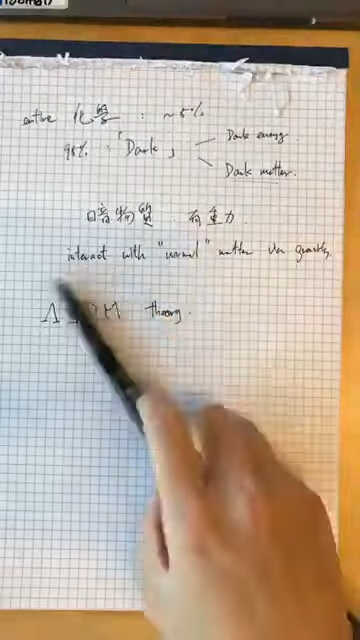 entire 化學 : ~5%
95% :「Dark」 Dark energy.
Dark matter.
暗物質 有重力
interact with "normal" matter via gravity.
ΛCDM theory.